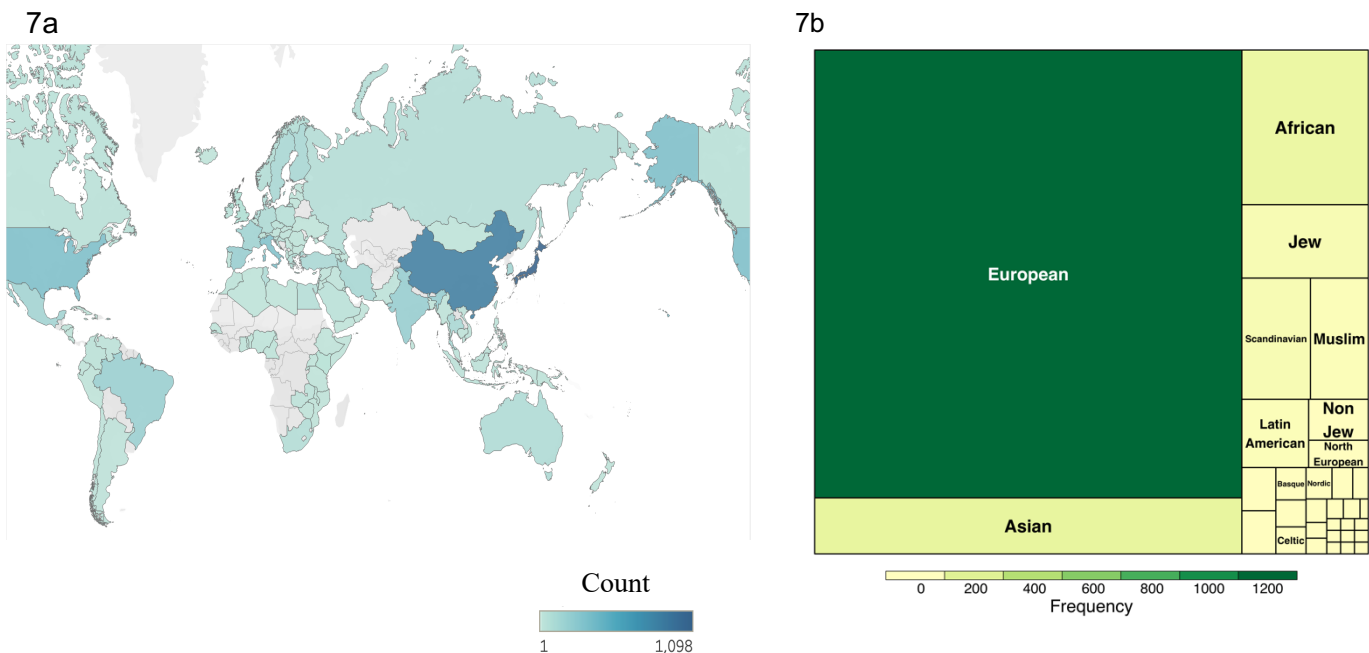 7a
7b
Count
1
1,098
European
Asian
African
Jew
Scandinavian
Muslim
Latin
American
Non
Jew
North
European
Basque
Nordic
Celtic
0
200
400
600
800
1000
1200
Frequency